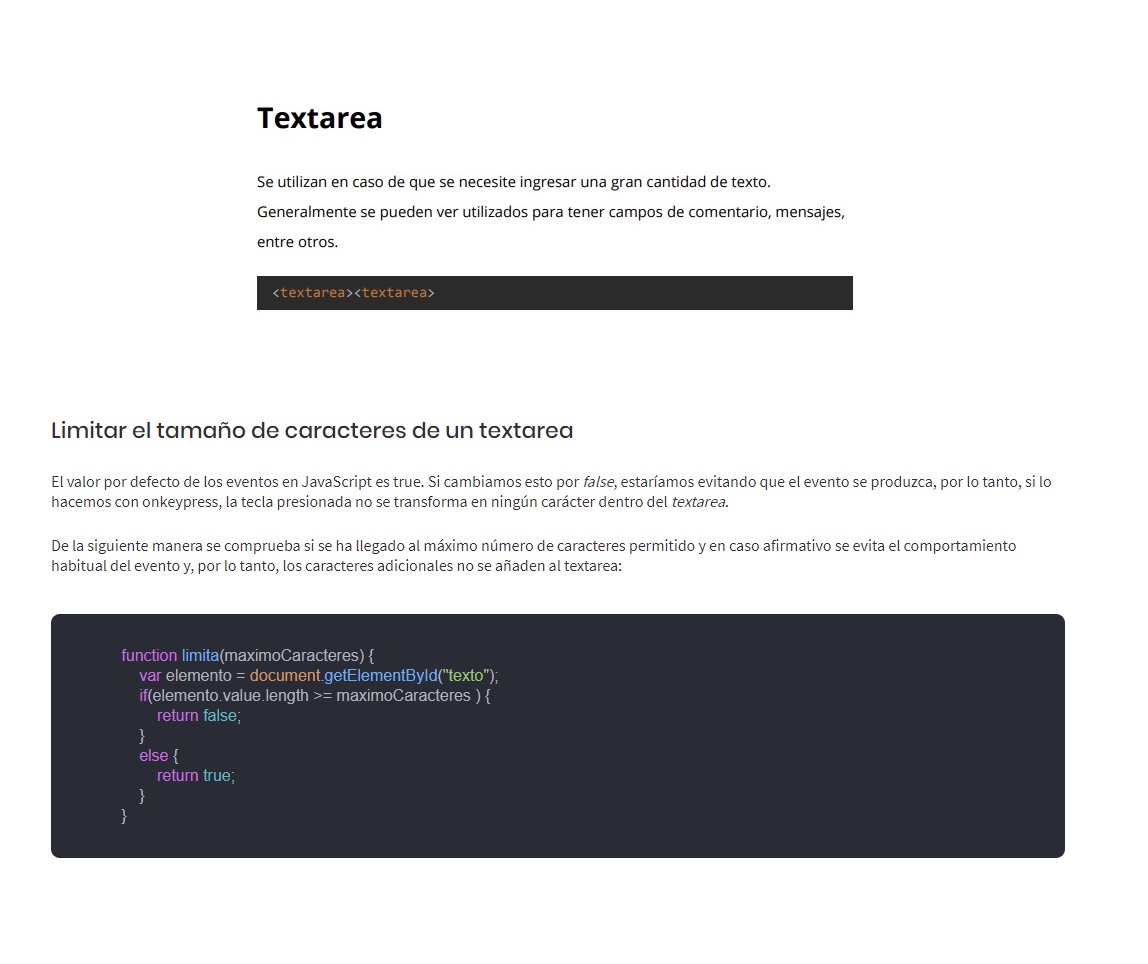 Textarea
Se utilizan en caso de que se necesite ingresar una gran cantidad de texto.
Generalmente se pueden ver utilizados para tener campos de comentario, mensajes,
entre otros.
<textarea><textarea>
Limitar el tamaño de caracteres de un textarea
El valor por defecto de los eventos en JavaScript es true. Si cambiamos esto por false, estaríamos evitando que el evento se produzca, por lo tanto, si lo
hacemos con onkeypress, la tecla presionada no se transforma en ningún carácter dentro del textarea.
De la siguiente manera se comprueba si se ha llegado al máximo número de caracteres permitido y en caso afirmativo se evita el comportamiento
habitual del evento y, por lo tanto, los caracteres adicionales no se añaden al textarea:
function limita(maximoCaracteres) {
var elemento = document.getElementById("texto");
if(elemento.value.length >= maximoCaracteres ) {
return false;
}
else {
return true;
}
}